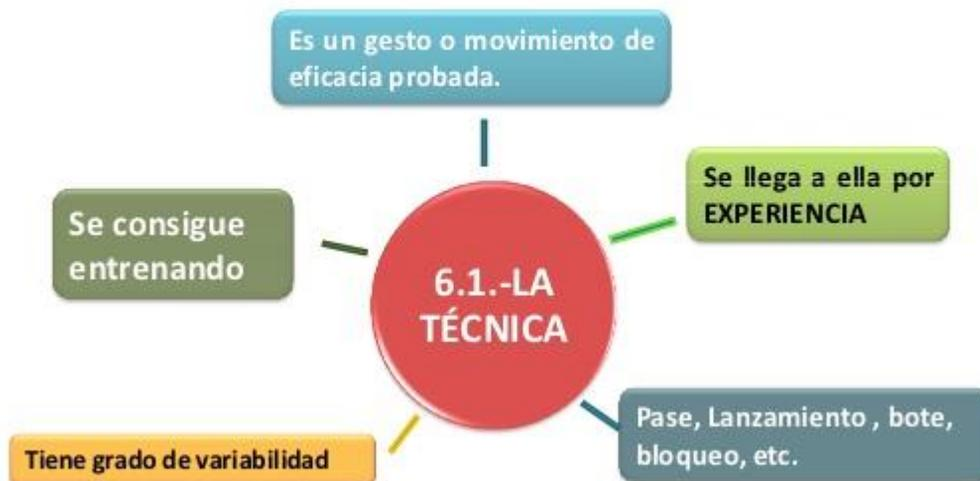 Es un gesto o movimiento de
eficacia probada.
Se llega a ella por
EXPERIENCIA
Se consigue
entrenando
6.1.-LA
TÉCNICA
Pase, Lanzamiento , bote,
bloqueo, etc.
Tiene grado de variabilidad